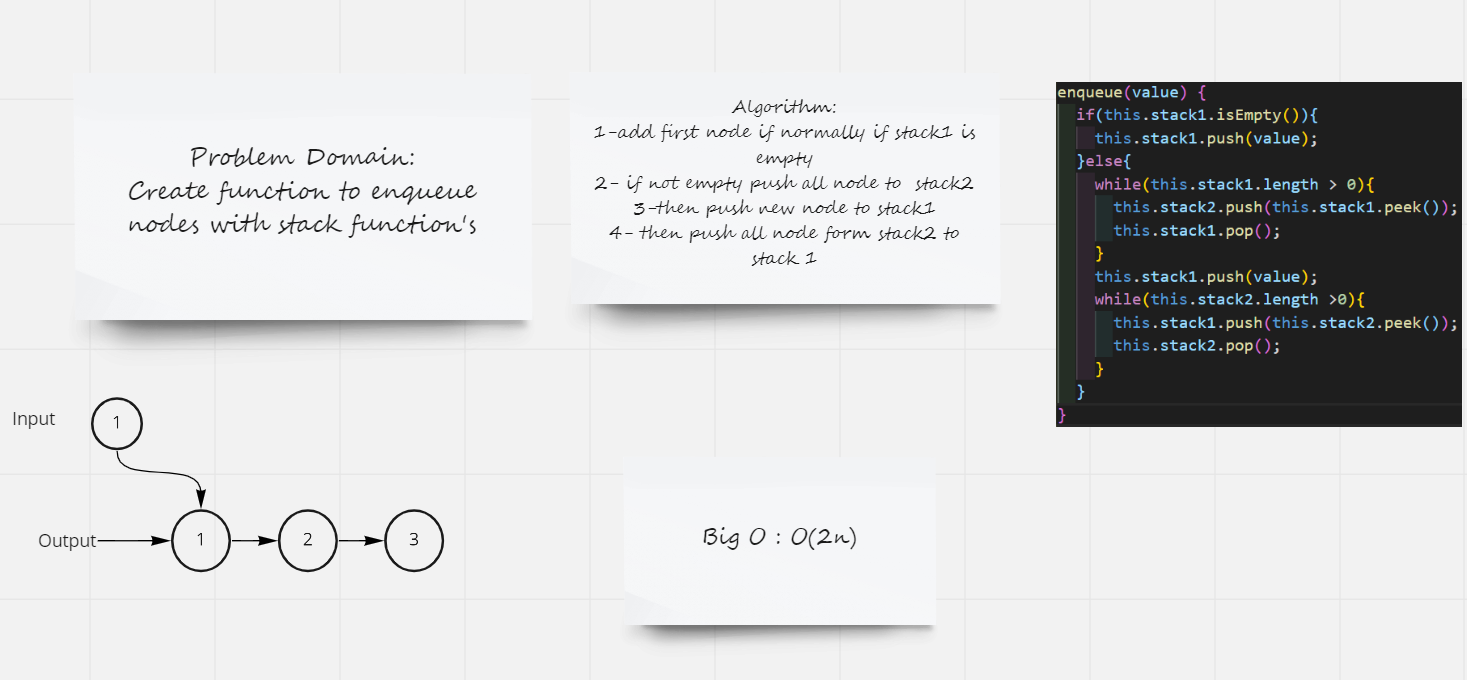 Problem Domain:
Create function to enqueue
nodes with stack function's
Algorithm:
1-add first node if normally if stack1 is
empty
2- if not empty push all node to stack2
3-then push new node to stack1
4- then push all node form stack2 to
stack 1
enqueue(value) {
if(this.stack1.isEmpty()){
this.stack1.push(value);
}else{
while(this.stack1.length > 0){
this.stack2.push(this.stack1.peek());
this.stack1.pop();
}
this.stack1.push(value);
while(this.stack2.length >0){
this.stack1.push(this.stack2.peek());
this.stack2.pop();
}
}
}
Input
1
Output
1
2
3
Big O : O(2n)